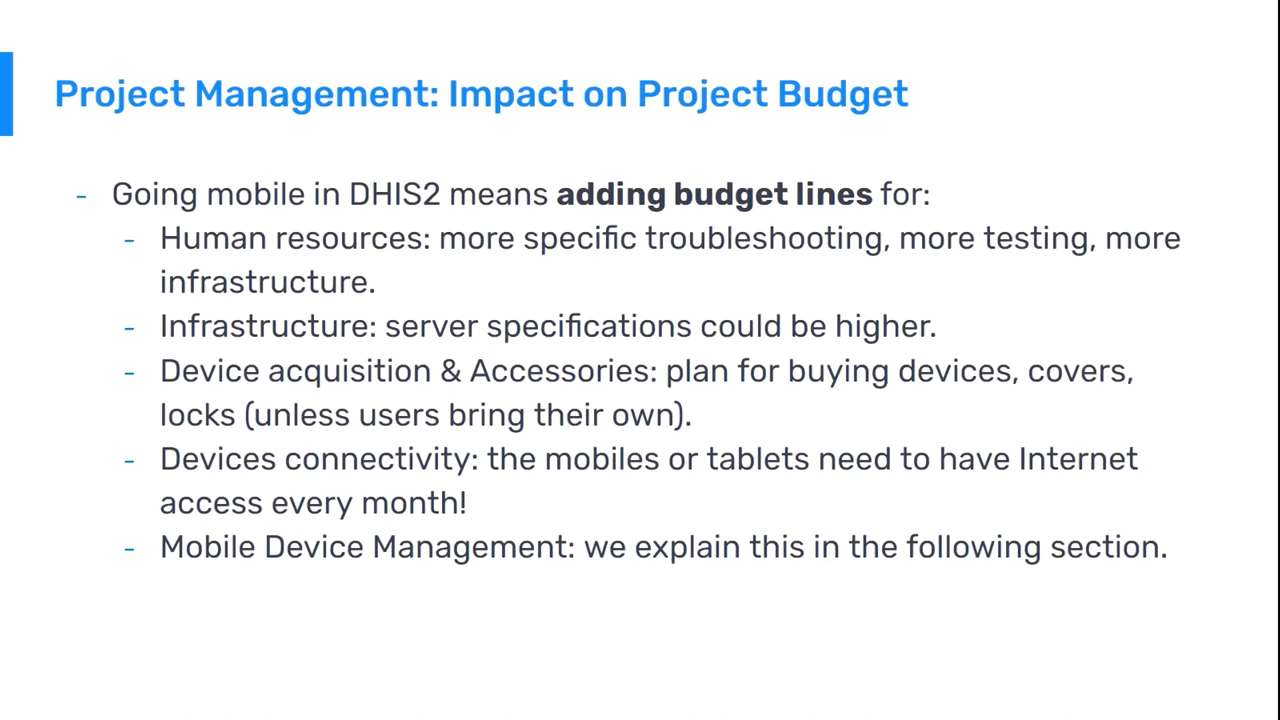 Project Management: Impact on Project Budget
- Going mobile in DHIS2 means adding budget lines for:
- Human resources: more specific troubleshooting, more testing, more
infrastructure.
- Infrastructure: server specifications could be higher.
- Device acquisition & Accessories: plan for buying devices, covers,
locks (unless users bring their own).
- Devices connectivity: the mobiles or tablets need to have Internet
access every month!
- Mobile Device Management: we explain this in the following section.